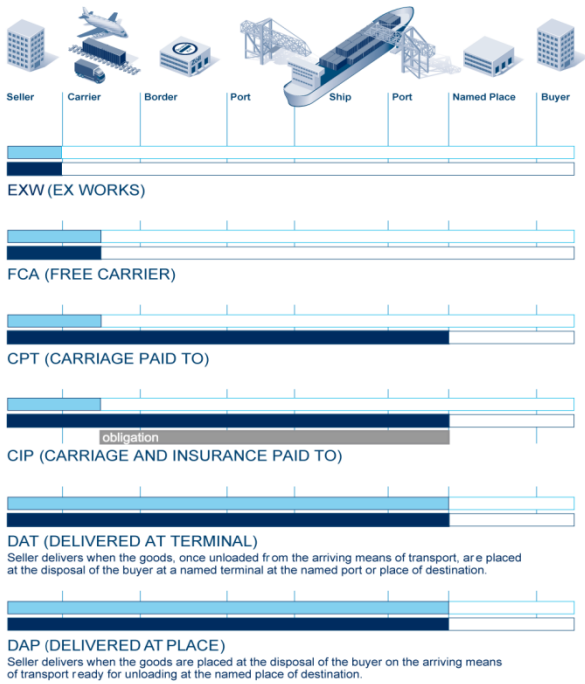 Seller Carrier Border Port Ship Port Named Place Buyer
EXW (EX WORKS)
FCA (FREE CARRIER)
CPT (CARRIAGE PAID TO)
obligation
CIP (CARRIAGE AND INSURANCE PAID TO)
DAT (DELIVERED AT TERMINAL)
Seller delivers when the goods, once unloaded from the arriving means of transport, are placed
at the disposal of the buyer at a named terminal at the named port or place of destination.
DAP (DELIVERED AT PLACE)
Seller delivers when the goods are placed at the disposal of the buyer on the arriving means
of transport ready for unloading at the named place of destination.